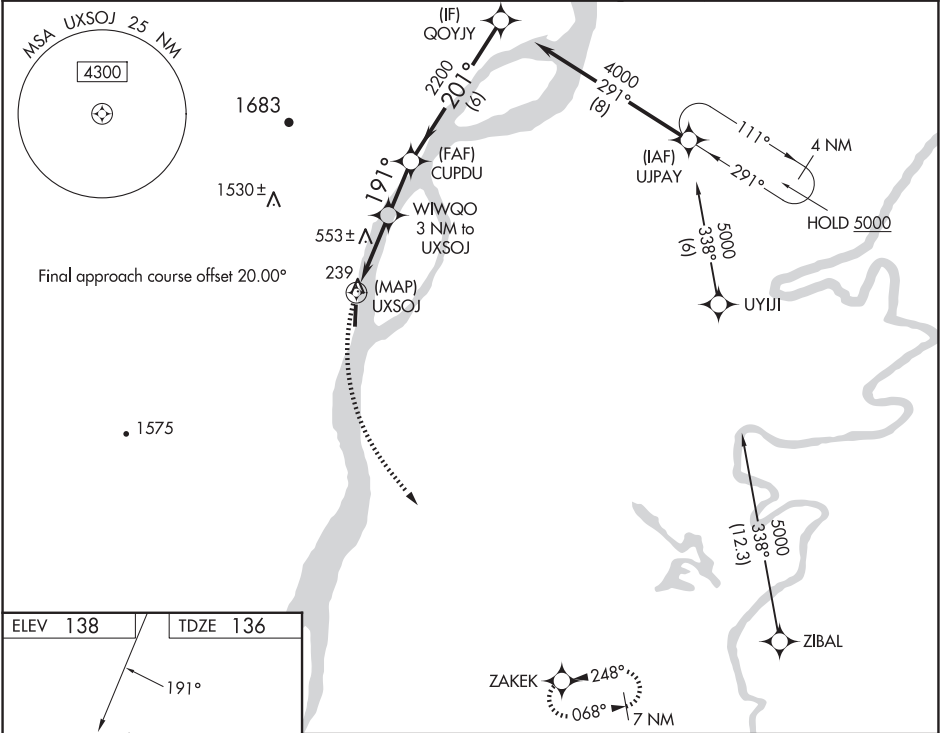 MSA UXSOJ 25 NM
4300
1683
1530±
553±
239
Final approach course offset 20.00°
1575
(IF)
QOYJY
2200
201°
(6)
(FAF)
CUPDU
191°
WIWQO
3 NM to
UXSOJ
(MAP)
UXSOJ
4000
291°
(8)
(IAF)
UJPAY
111°
291°
4 NM
HOLD 5000
5000
338°
(6)
UYIJI
5000
338°
(12.3)
ZIBAL
ZAKEK
248°
068°
7 NM
ELEV 138
TDZE 136
191°